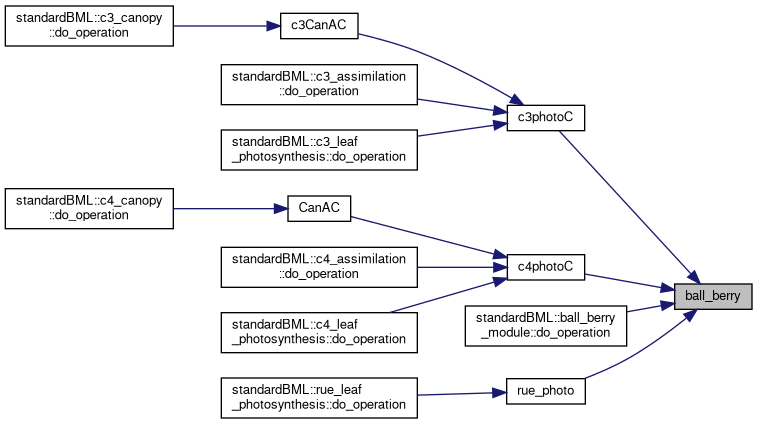 standardBML::c3_canopy
::do_operation
c3CanAC
standardBML::c3_assimilation
::do_operation
c3photoC
standardBML::c3_leaf
_photosynthesis::do_operation
standardBML::c4_canopy
::do_operation
CanAC
standardBML::c4_assimilation
::do_operation
c4photoC
ball_berry
standardBML::ball_berry
_module::do_operation
standardBML::c4_leaf
_photosynthesis::do_operation
standardBML::rue_leaf
_photosynthesis::do_operation
rue_photo